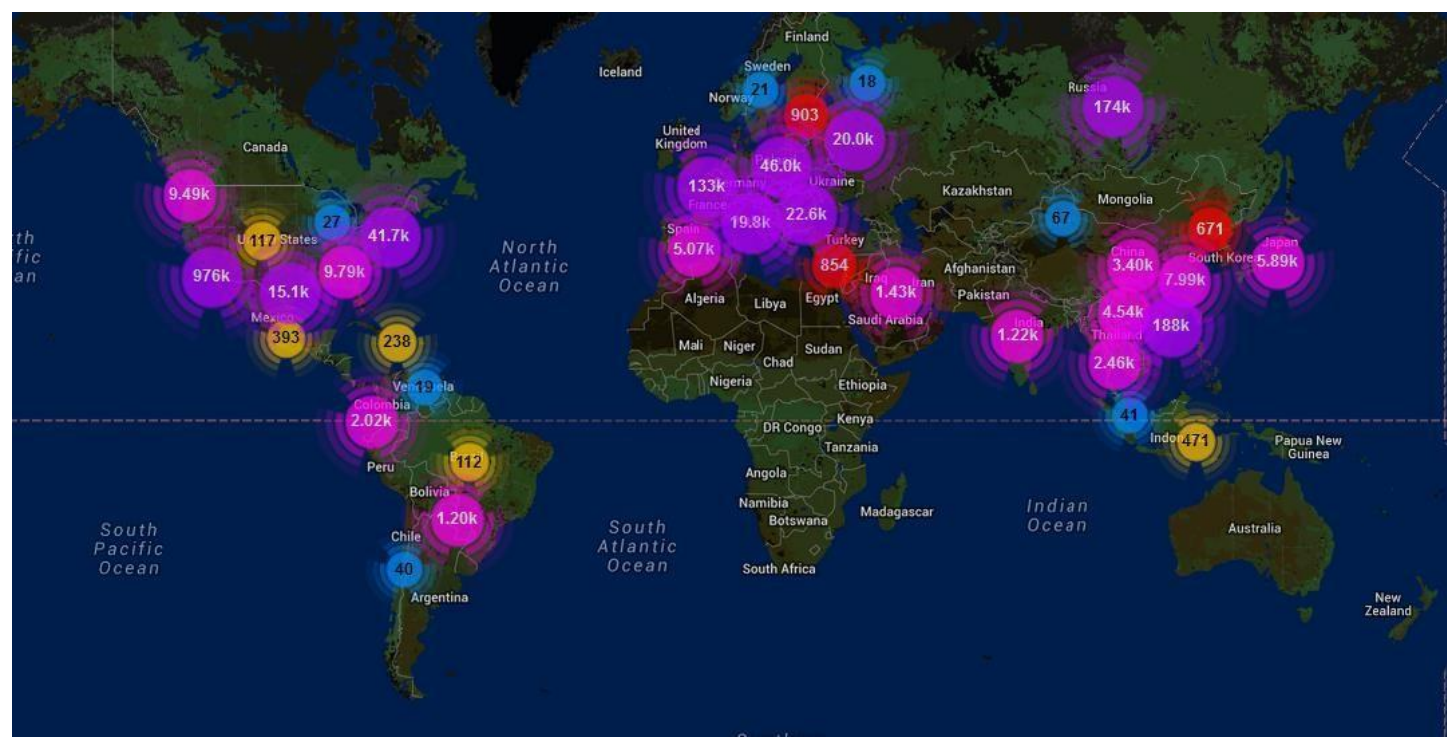 Finland
Iceland
Sweden
21
18
Norway
Russia
174k
903
United
Kingdom
20.0k
Canada
46.0k
133k
Germany
Ukraine
9.49k
Kazakhstan
Mongolia
France
19.8k
22.6k
27
67
671
117
United States
41.7k
North
Atlantic
Ocean
Spain
5.07k
Turkey
854
China
3.40k
South Korea
Japan
5.89k
976k
9.79k
15.1k
Iraq
Iran
1.43k
Afghanistan
Pakistan
7.99k
Algeria
Libya
Egypt
Saudi Arabia
4.54k
188k
Mexico
393
238
Mali
Niger
Chad
Sudan
India
1.22k
Thailand
2.46k
19
Nigeria
Ethiopia
Colombia
2.02k
DR Congo
Kenya
Tanzania
41
471
Papua New
Guinea
Peru
112
Angola
Bolivia
1.20k
Namibia
Botswana
Madagascar
Indian
Ocean
Australia
South
Pacific
Ocean
Chile
40
South
Atlantic
Ocean
South Africa
Argentina
New
Zealand